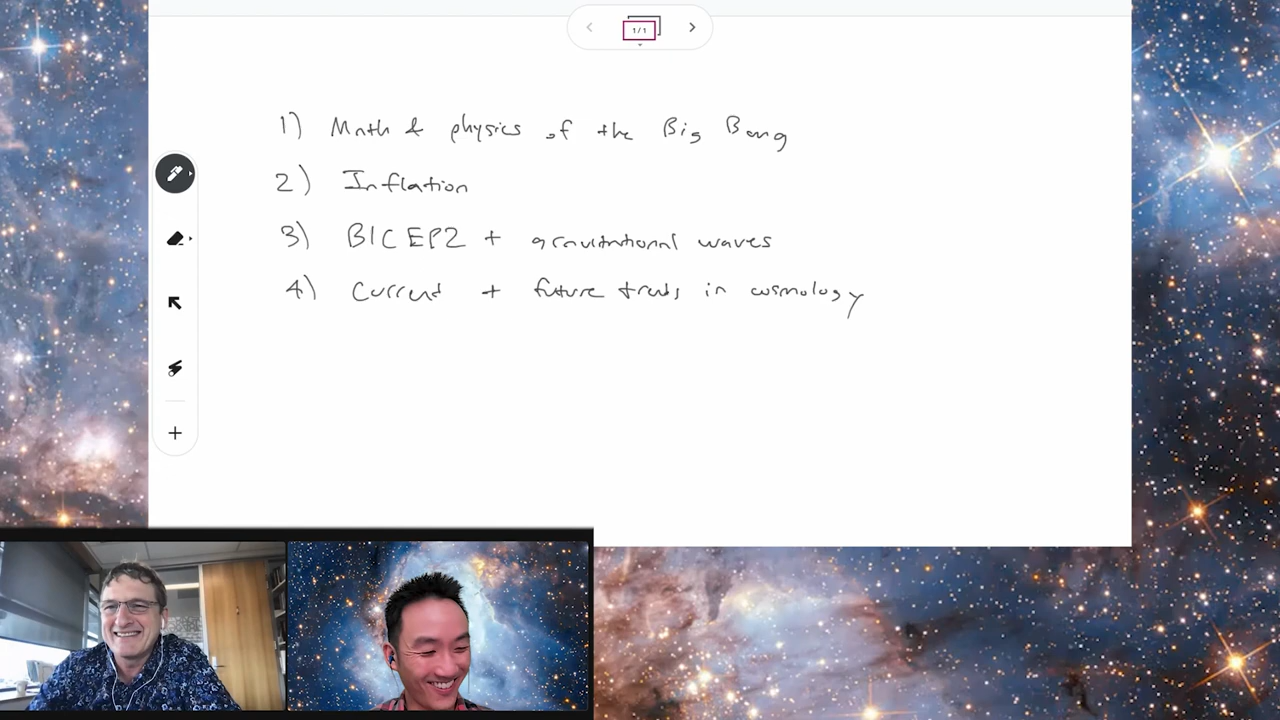 1/1
1) Math & physics of the Big Bang
2) Inflation
3) BICEP2 + gravitational waves
4) Current + future trends in cosmology